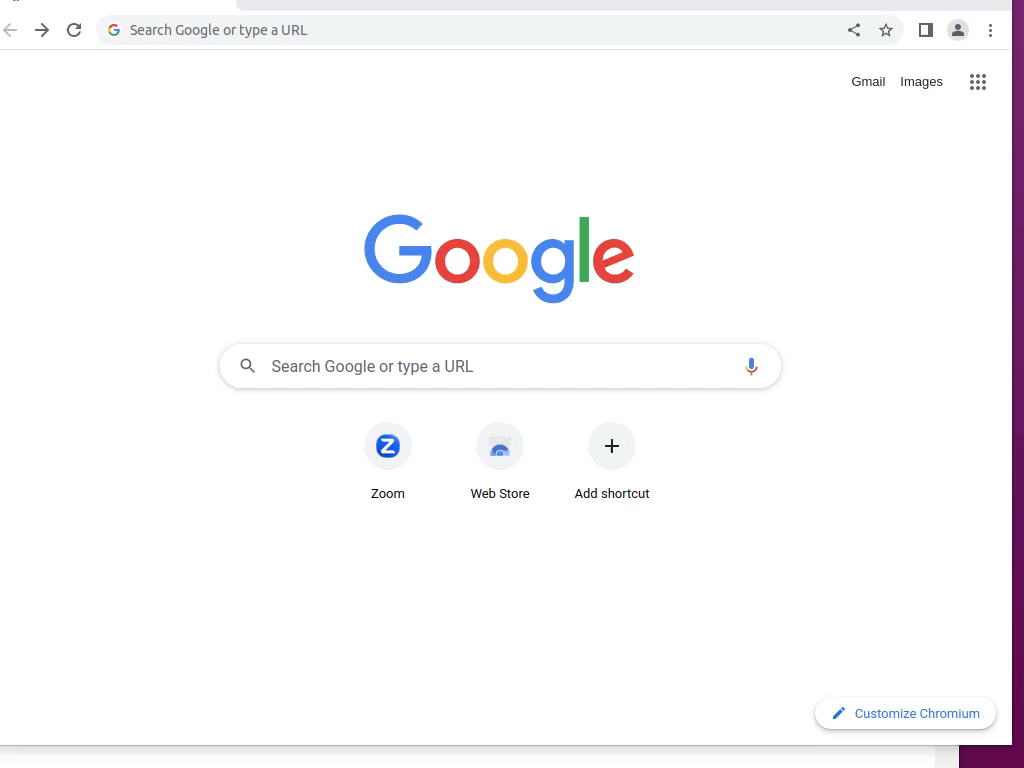 Search Google or type a URL
Gmail Images
Google
Search Google or type a URL
Zoom
Web Store
Add shortcut
Customize Chromium